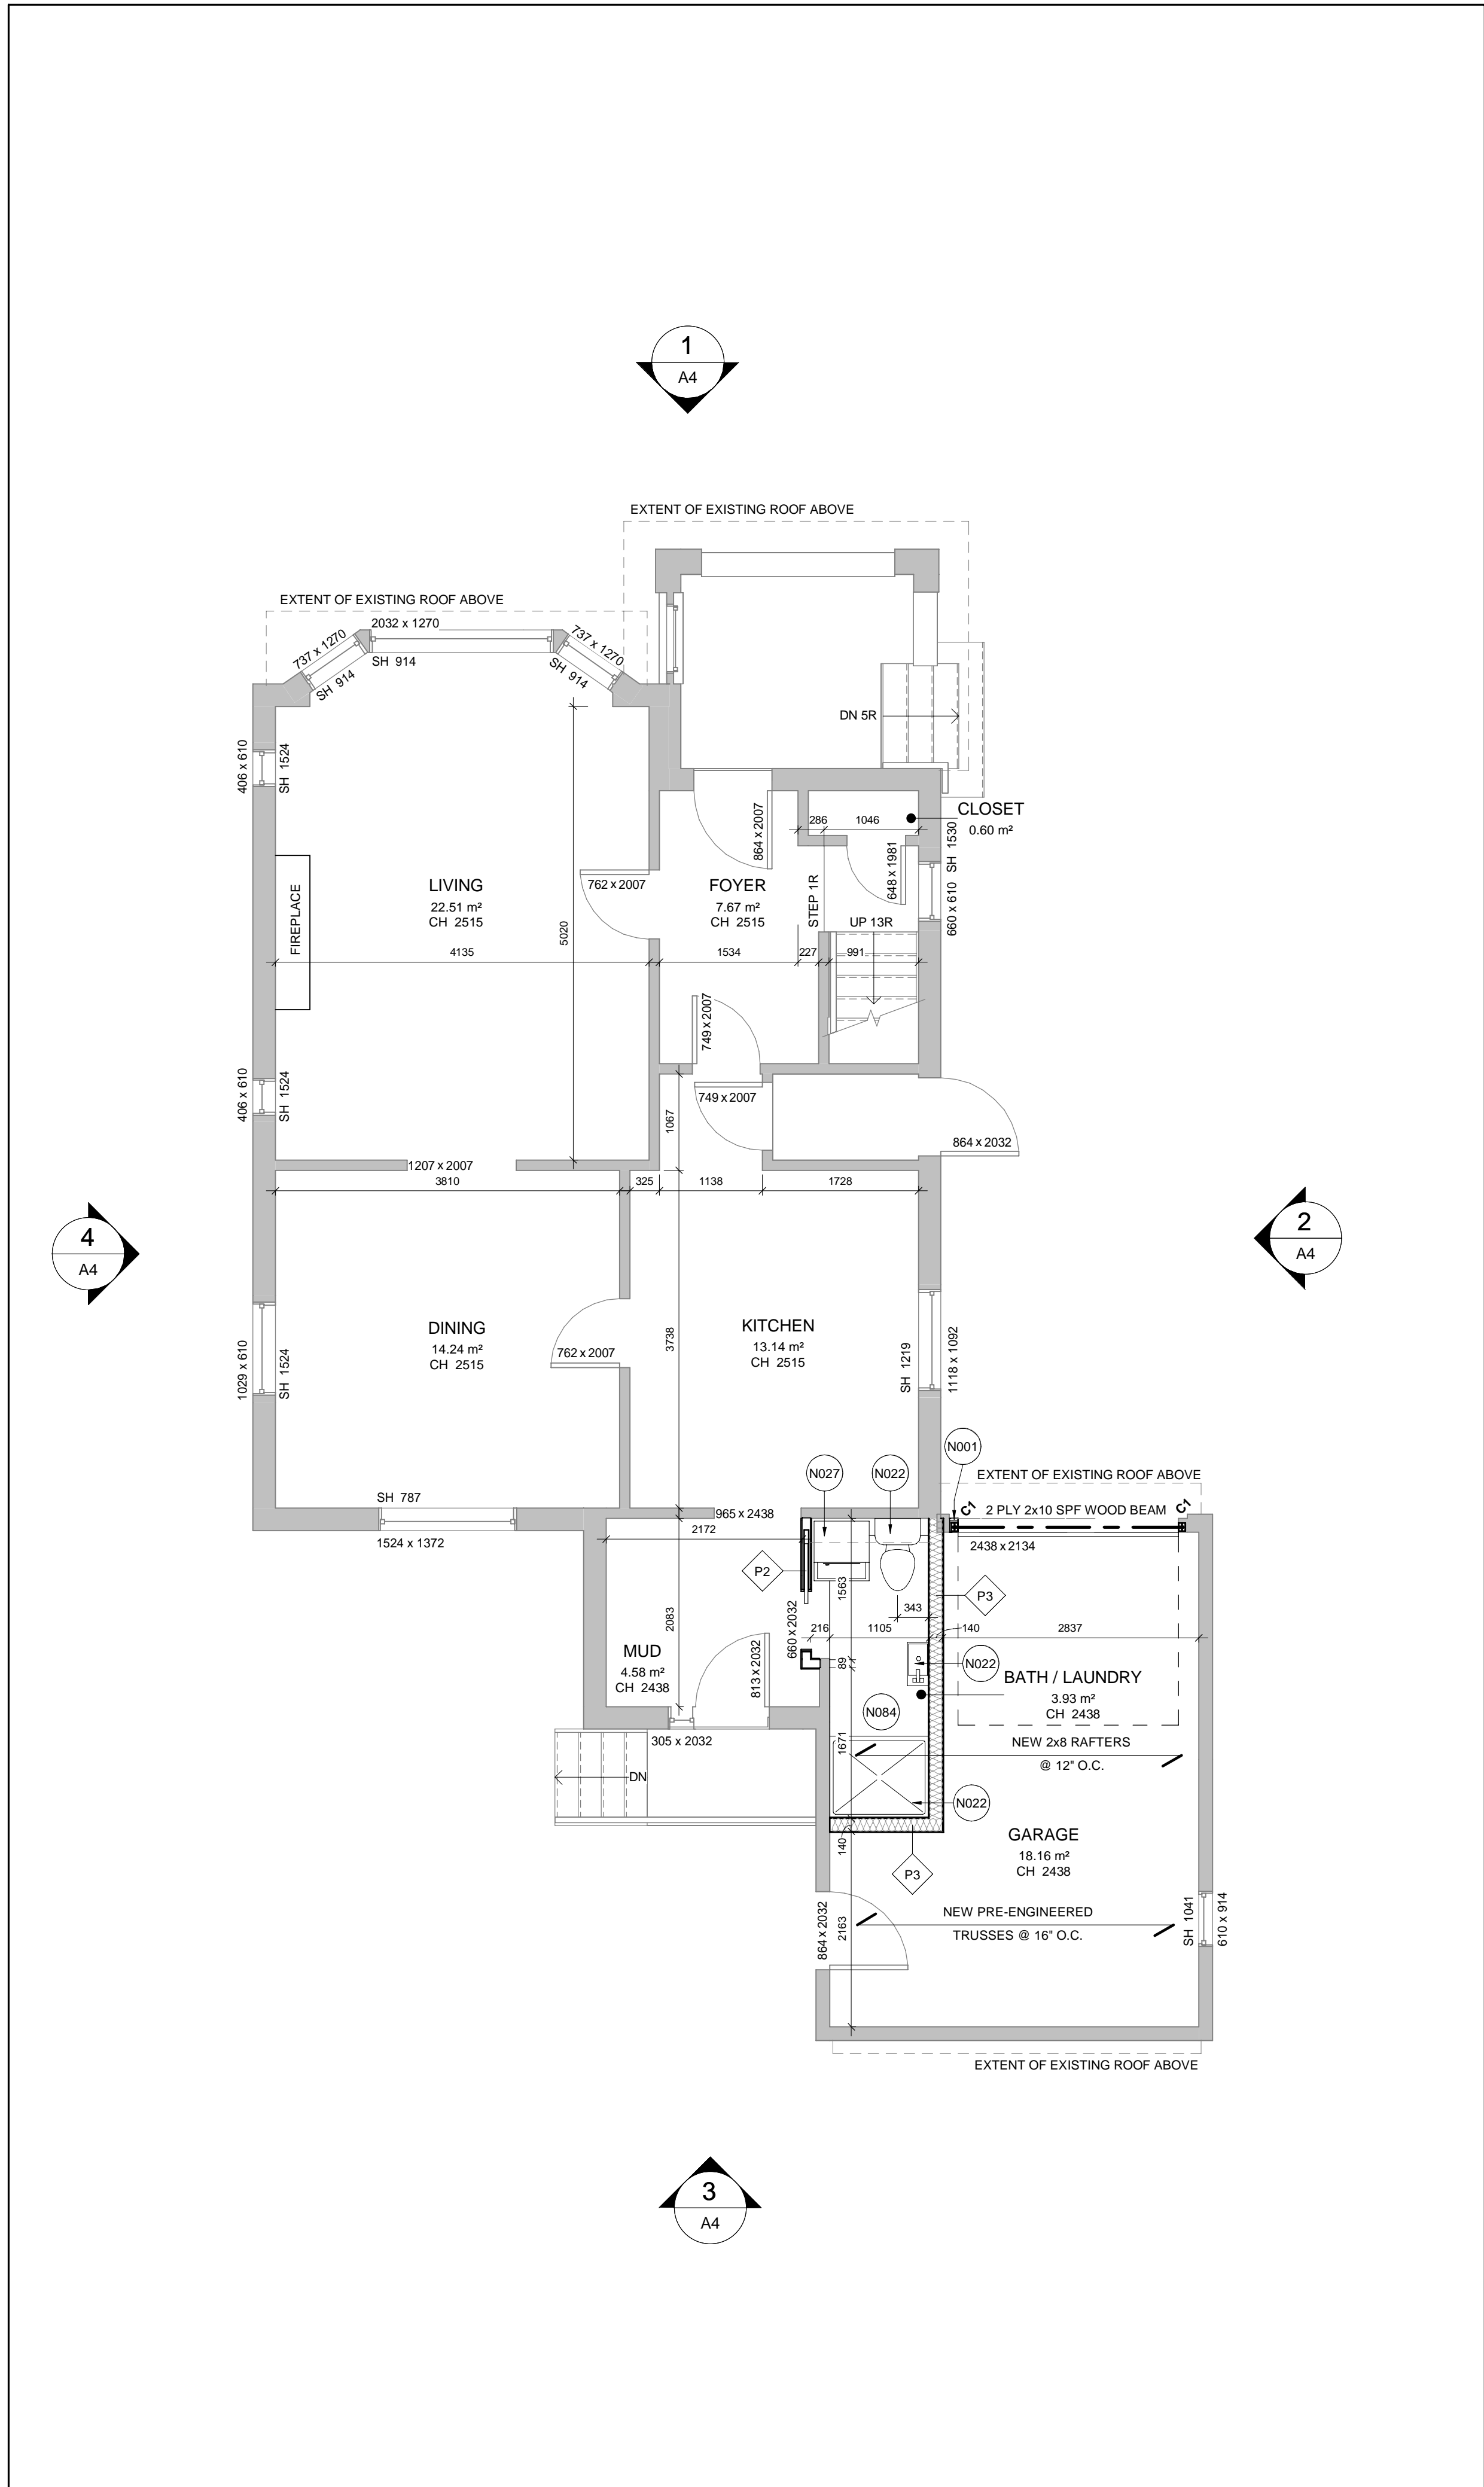 1
A4
EXTENT OF EXISTING ROOF ABOVE
EXTENT OF EXISTING ROOF ABOVE
2032 x 1270
737 x 1270
737 x 1270
SH 914
SH 914
SH 914
DN 5R
406 x 610
SH 1524
CLOSET
0.60 m²
286
1046
864 x 2007
648 x 1981
SH 1530
660 x 610
LIVING
22.51 m²
CH 2515
762 x 2007
FOYER
7.67 m²
CH 2515
STEP 1R
UP 13R
FIREPLACE
5020
4135
1534
227
991
749 x 2007
406 x 610
SH 1524
749 x 2007
1067
864 x 2032
1207 x 2007
3810
325
1138
1728
4
A4
2
A4
DINING
14.24 m²
CH 2515
762 x 2007
3738
KITCHEN
13.14 m²
CH 2515
1029 x 610
SH 1524
SH 1219
1118 x 1092
N001
N027
N022
EXTENT OF EXISTING ROOF ABOVE
SH 787
1524 x 1372
965 x 2438
2172
C1
2 PLY 2x10 SPF WOOD BEAM
C1
2438 x 2134
P2
1563
P3
343
2083
660 x 2032
216
1105
140
2837
MUD
4.58 m²
CH 2438
813 x 2032
89
N022
BATH / LAUNDRY
3.93 m²
CH 2438
N084
305 x 2032
1671
NEW 2x8 RAFTERS
@ 12" O.C.
DN
N022
GARAGE
18.16 m²
CH 2438
140
P3
864 x 2032
2163
NEW PRE-ENGINEERED
TRUSSES @ 16" O.C.
SH 1041
610 x 914
EXTENT OF EXISTING ROOF ABOVE
3
A4